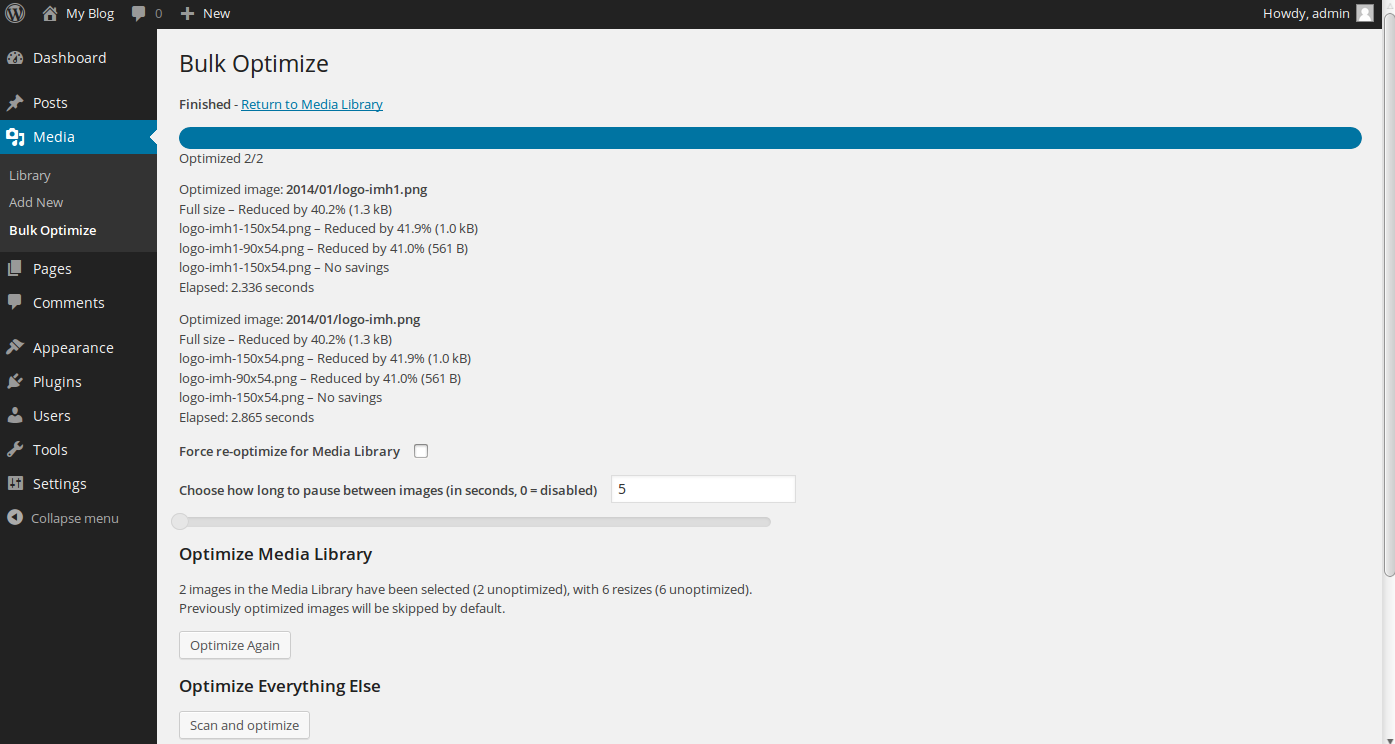 My Blog 0 New Howdy, admin
Dashboard
Posts
Media
Library
Add New
Bulk Optimize
Pages
Comments
Appearance
Plugins
Users
Tools
Settings
Collapse menu
Bulk Optimize
Finished - Return to Media Library
Optimized 2/2
Optimized image: 2014/01/logo-imh1.png
Full size – Reduced by 40.2% (1.3 kB)
logo-imh1-150x54.png – Reduced by 41.9% (1.0 kB)
logo-imh1-90x54.png – Reduced by 41.0% (561 B)
logo-imh1-150x54.png – No savings
Elapsed: 2.336 seconds
Optimized image: 2014/01/logo-imh.png
Full size – Reduced by 40.2% (1.3 kB)
logo-imh-150x54.png – Reduced by 41.9% (1.0 kB)
logo-imh-90x54.png – Reduced by 41.0% (561 B)
logo-imh-150x54.png – No savings
Elapsed: 2.865 seconds
Force re-optimize for Media Library
Choose how long to pause between images (in seconds, 0 = disabled) 5
Optimize Media Library
2 images in the Media Library have been selected (2 unoptimized), with 6 resizes (6 unoptimized).
Previously optimized images will be skipped by default.
Optimize Again
Optimize Everything Else
Scan and optimize